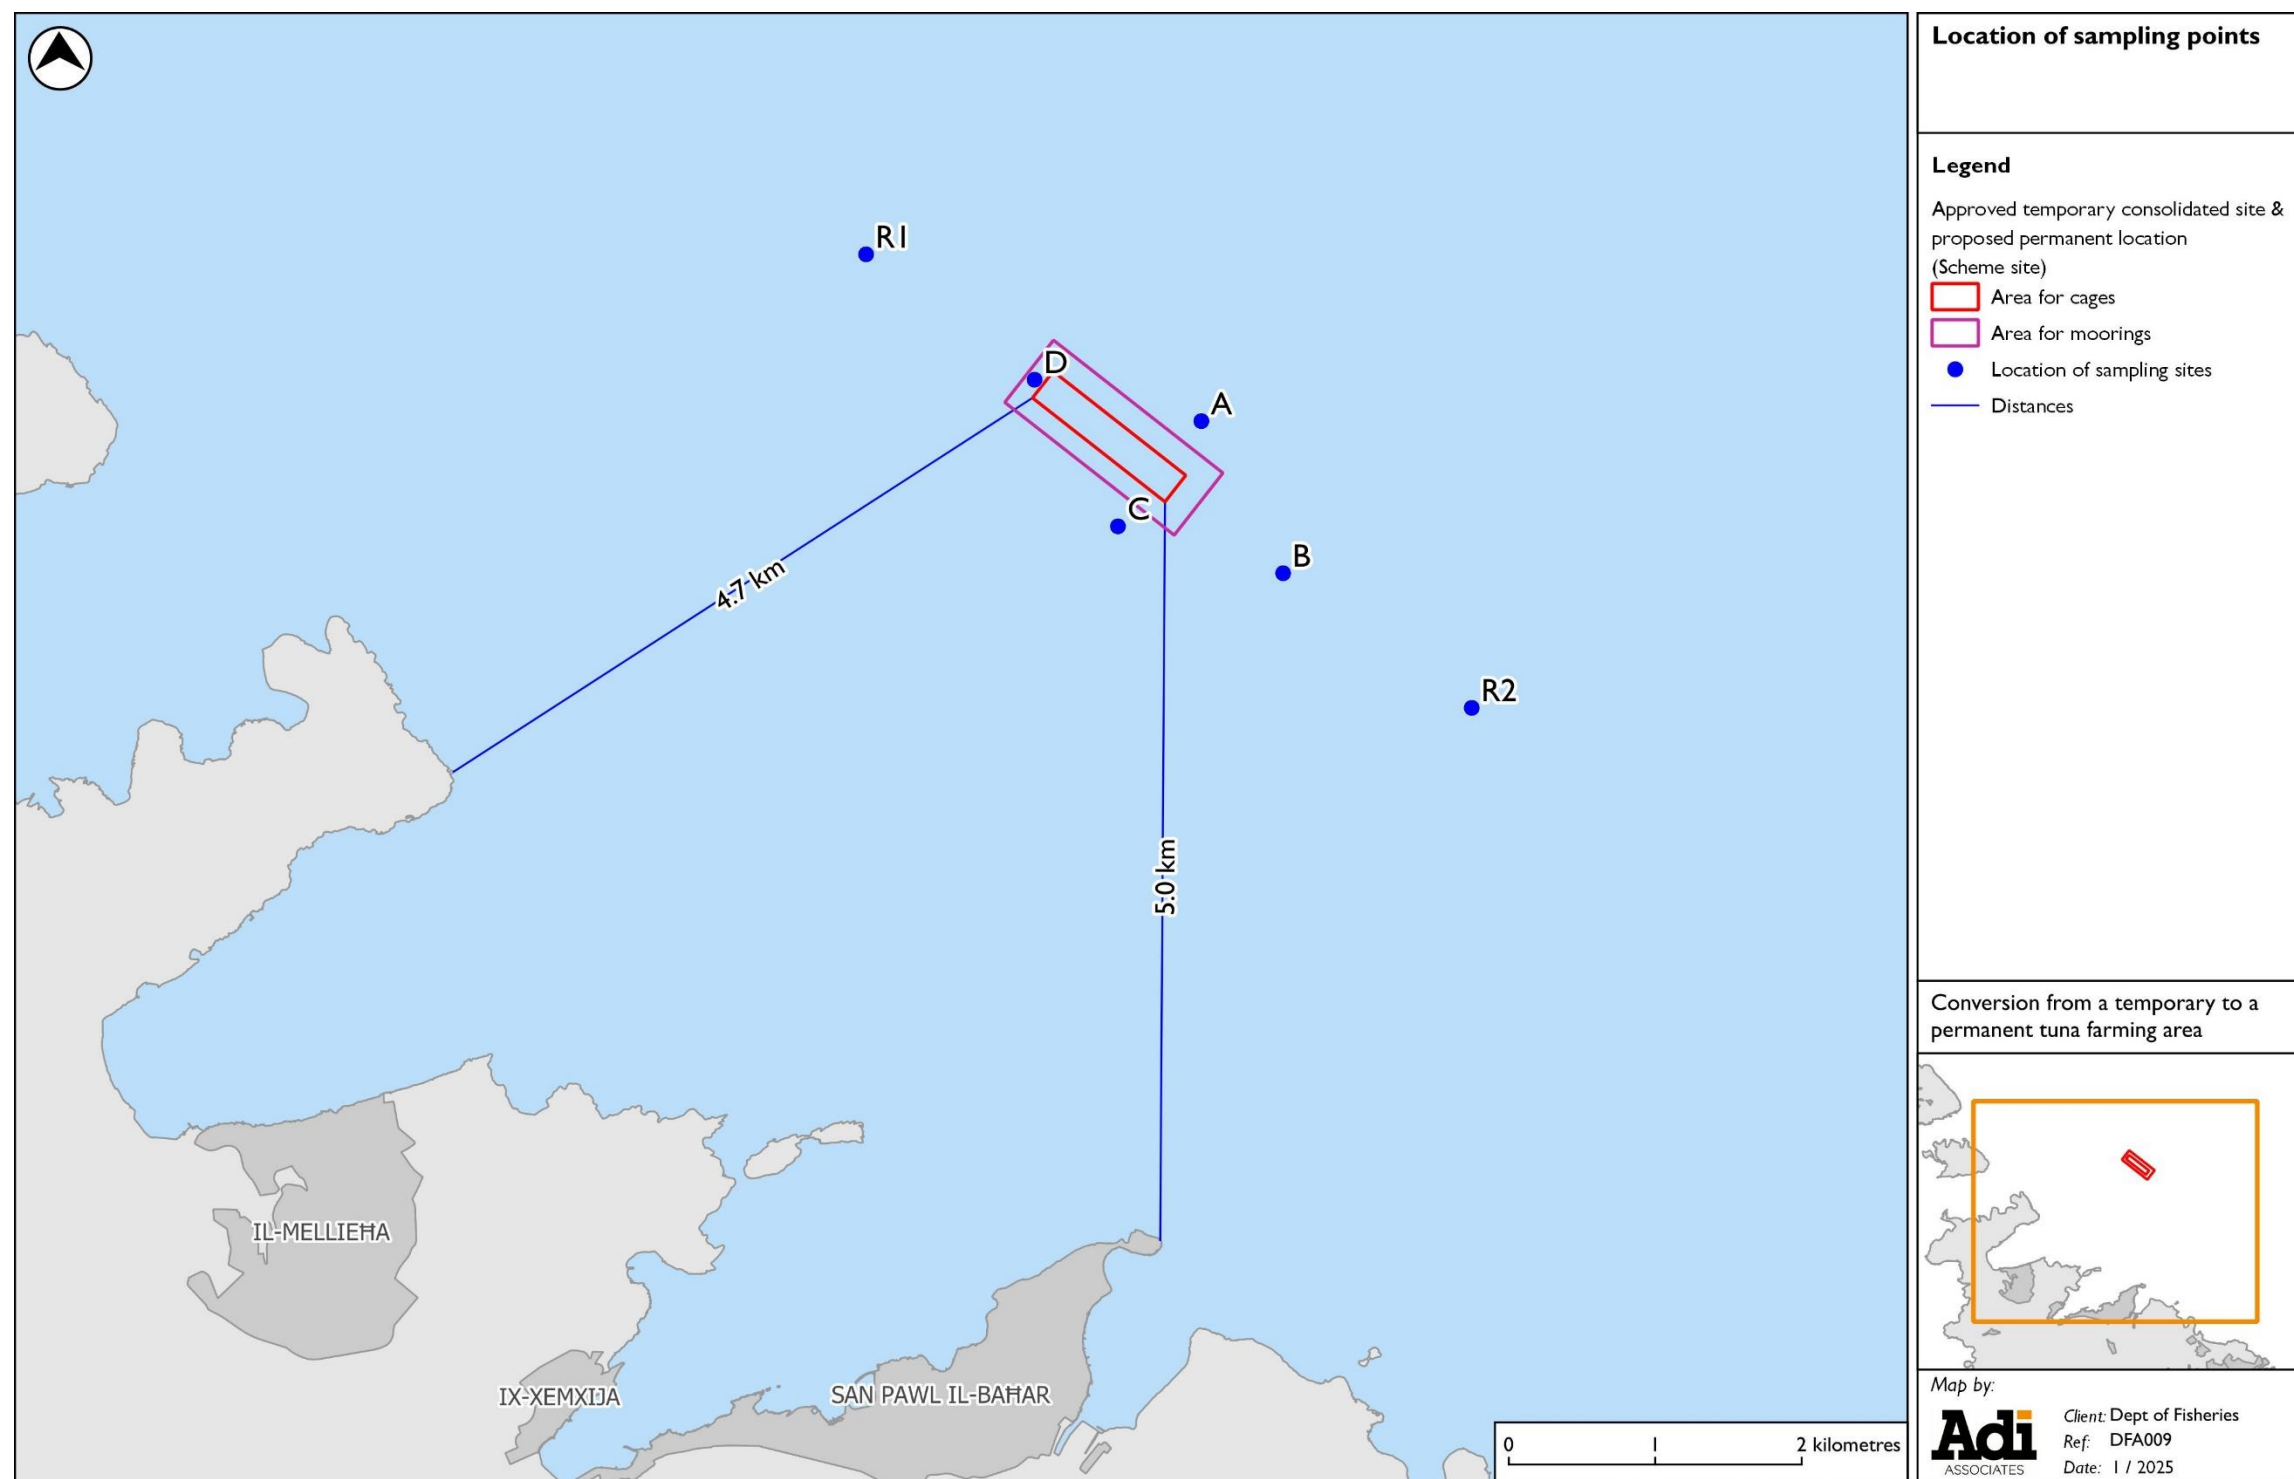 Location of sampling points
Legend
Approved temporary consolidated site &
proposed permanent location
(Scheme site)
Area for cages
Area for moorings
Location of sampling sites
Distances
R1
D
A
C
B
R2
4.7 km
5.0 km
IL-MELLIEĦA
IX-XEMXIJA
SAN PAWL IL-BAĦAR
0 1 2 kilometres
Conversion from a temporary to a
permanent tuna farming area
Map by:
Adi
ASSOCIATES
Client: Dept of Fisheries
Ref: DFA009
Date: 1 / 2025